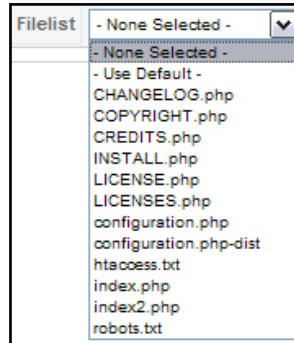 Filelist - None Selected -
- None Selected -
- Use Default -
CHANGELOG.php
COPYRIGHT.php
CREDITS.php
INSTALL.php
LICENSE.php
LICENSES.php
configuration.php
configuration.php-dist
htaccess.txt
index.php
index2.php
robots.txt